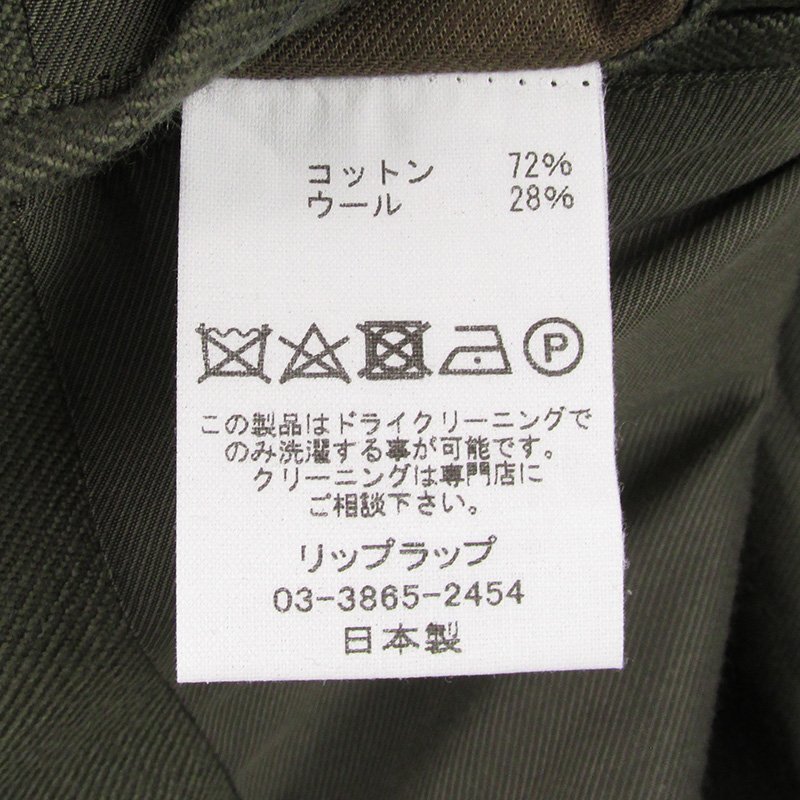 コットン 72%
ウール 28%
P
この製品はドライクリーニングで
のみ洗濯する事が可能です。
クリーニングは専門店に
ご相談下さい。
リップラップ
03-3865-2454
日本製